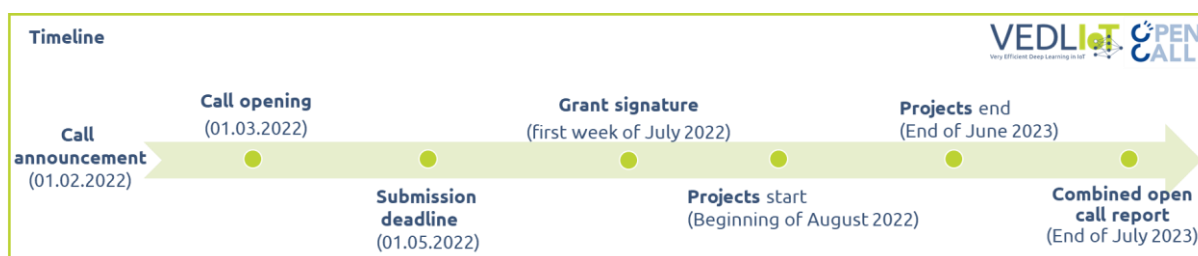 Timeline
VEDLIoT
Very Efficient Deep Learning in IoT
OPEN
CALL
Call
announcement
(01.02.2022)
Call opening
(01.03.2022)
Submission
deadline
(01.05.2022)
Grant signature
(first week of July 2022)
Projects start
(Beginning of August 2022)
Projects end
(End of June 2023)
Combined open
call report
(End of July 2023)